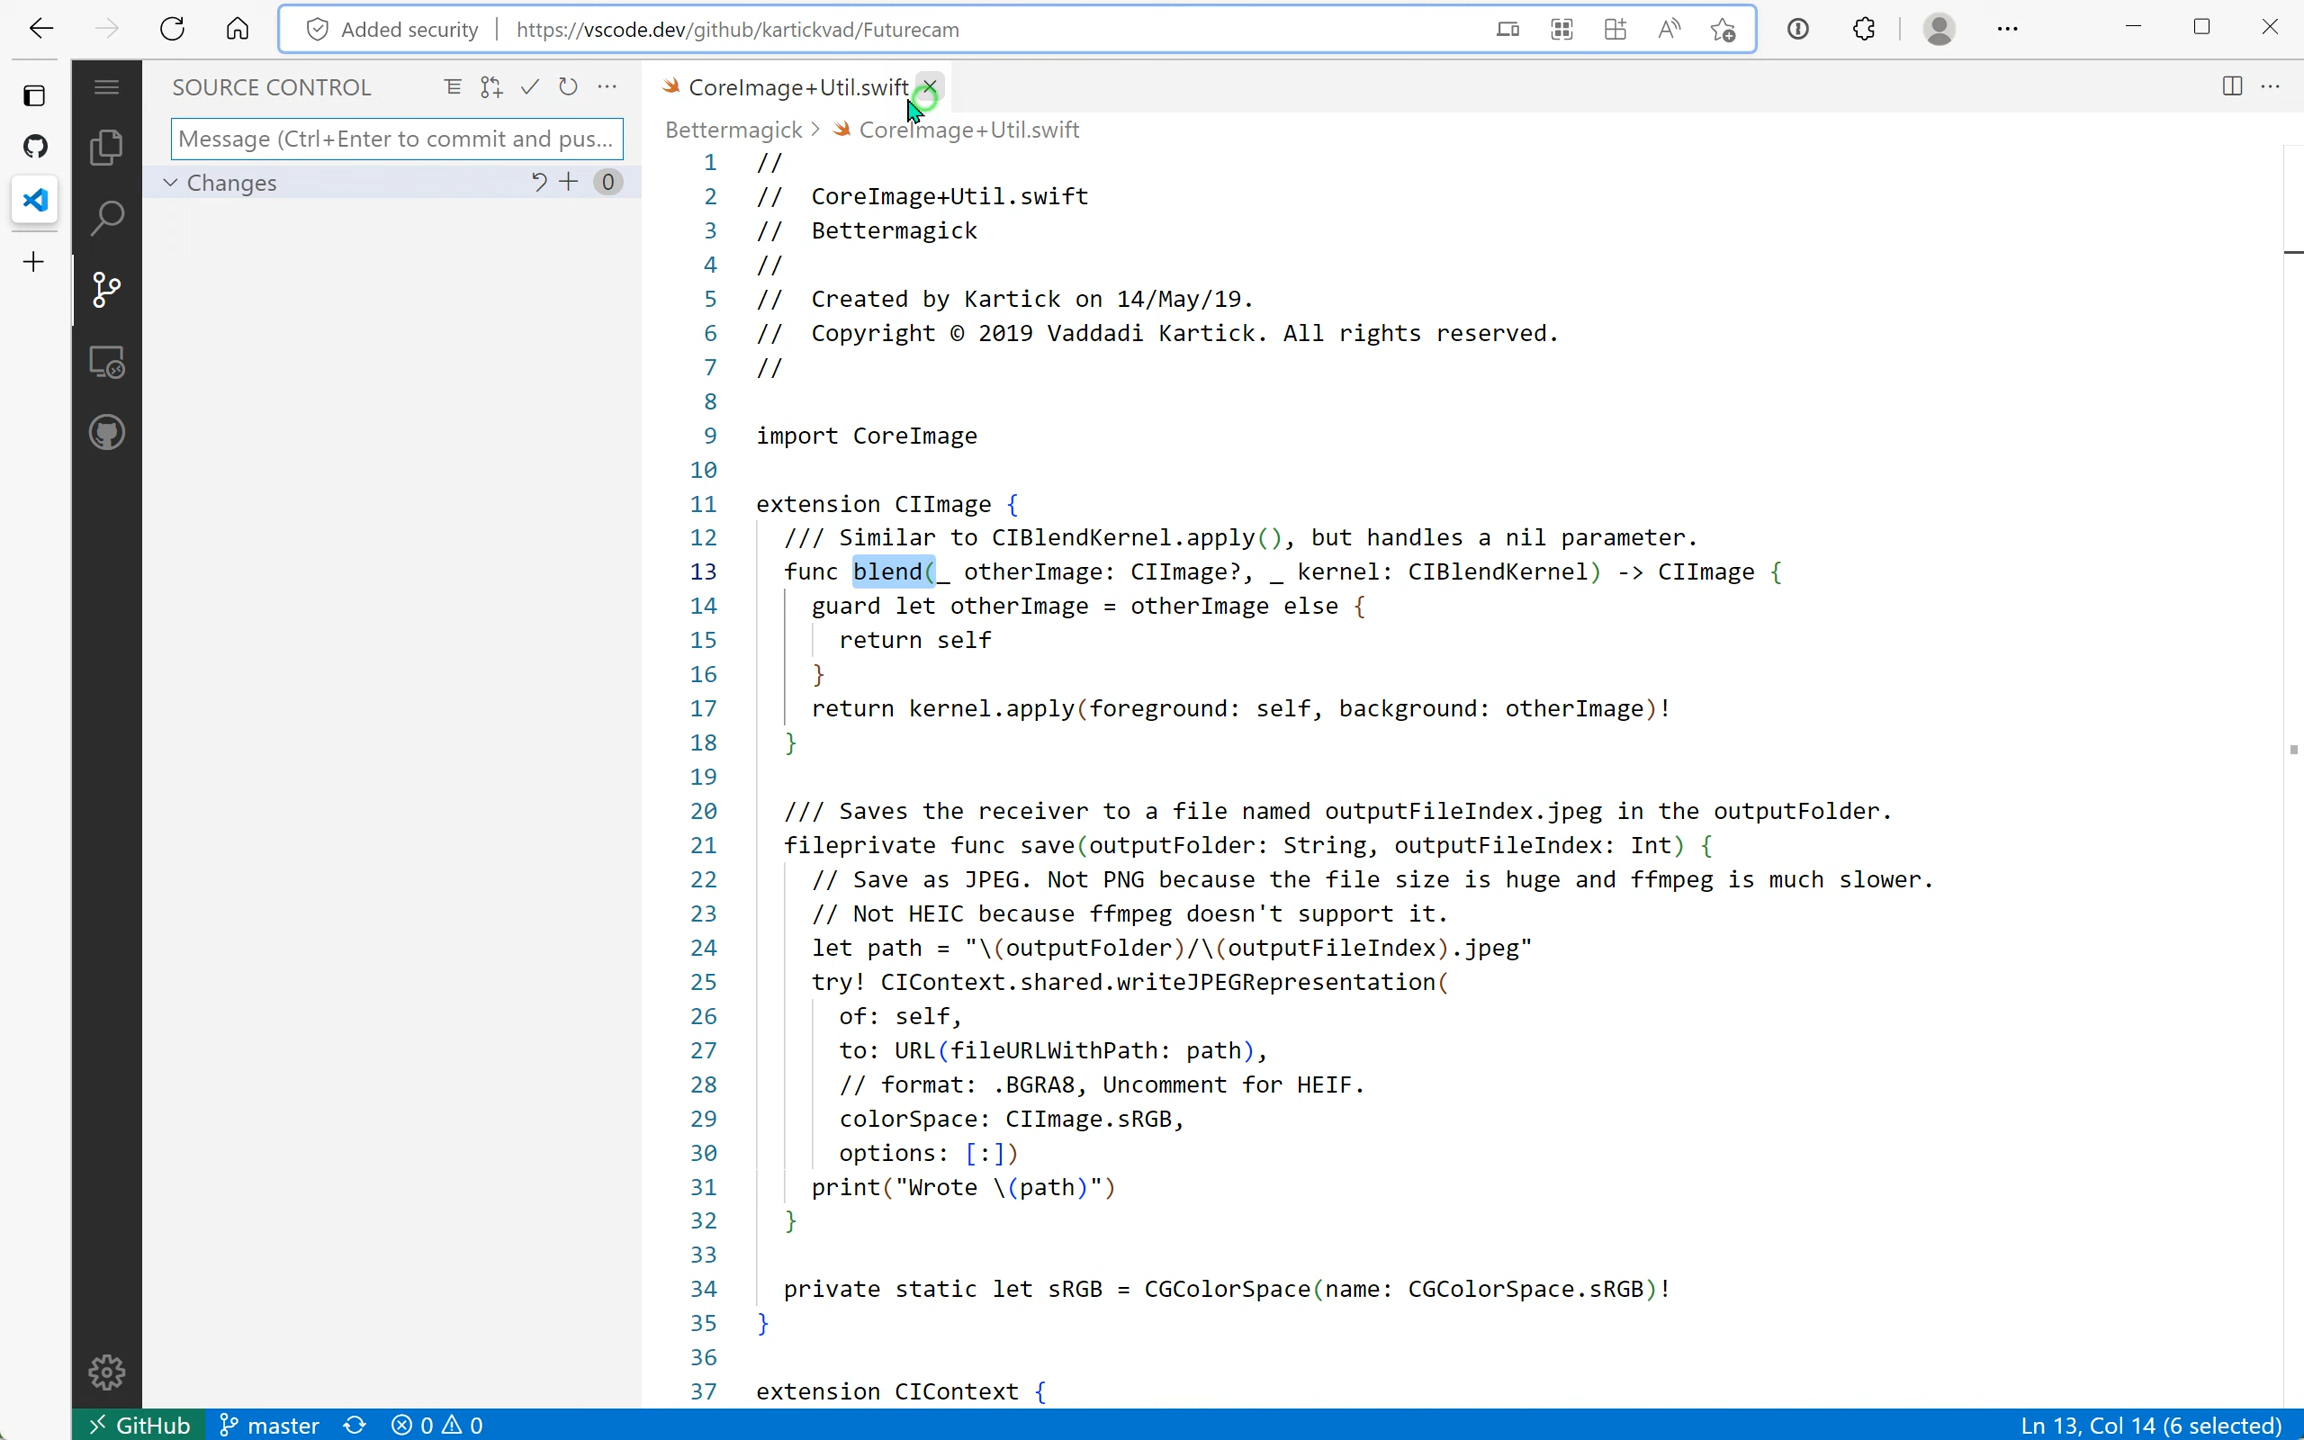 Added security
https://vscode.dev/github/kartickvad/Futurecam
SOURCE CONTROL
Message (Ctrl+Enter to commit and pus...
Changes
0
CoreImage+Util.swift
Bettermagick > CoreImage+Util.swift
1 //
2 // CoreImage+Util.swift
3 // Bettermagick
4 //
5 // Created by Kartick on 14/May/19.
6 // Copyright © 2019 Vaddadi Kartick. All rights reserved.
7 //
8
9 import CoreImage
10
11 extension CIImage {
12 /// Similar to CIBlendKernel.apply(), but handles a nil parameter.
13 func blend(_ otherImage: CIImage?, _ kernel: CIBlendKernel) -> CIImage {
14 guard let otherImage = otherImage else {
15 return self
16 }
17 return kernel.apply(foreground: self, background: otherImage)!
18 }
19
20 /// Saves the receiver to a file named outputFileIndex.jpeg in the outputFolder.
21 fileprivate func save(outputFolder: String, outputFileIndex: Int) {
22 // Save as JPEG. Not PNG because the file size is huge and ffmpeg is much slower.
23 // Not HEIC because ffmpeg doesn't support it.
24 let path = "\(outputFolder)/\(outputFileIndex).jpeg"
25 try! CIContext.shared.writeJPEGRepresentation(
26 of: self,
27 to: URL(fileURLWithPath: path),
28 // format: .BGRA8, Uncomment for HEIF.
29 colorSpace: CIImage.sRGB,
30 options: [:])
31 print("Wrote \(path)")
32 }
33
34 private static let sRGB = CGColorSpace(name: CGColorSpace.sRGB)!
35 }
36
37 extension CIContext {
GitHub master 0 0 Ln 13, Col 14 (6 selected)